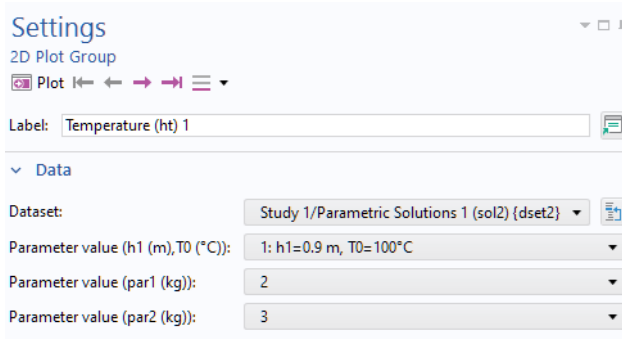 Settings
2D Plot Group
Plot
Label: Temperature (ht) 1
Data
Dataset: Study 1/Parametric Solutions 1 (sol2) {dset2}
Parameter value (h1 (m),T0 (°C)): 1: h1=0.9 m, T0=100°C
Parameter value (par1 (kg)): 2
Parameter value (par2 (kg)): 3